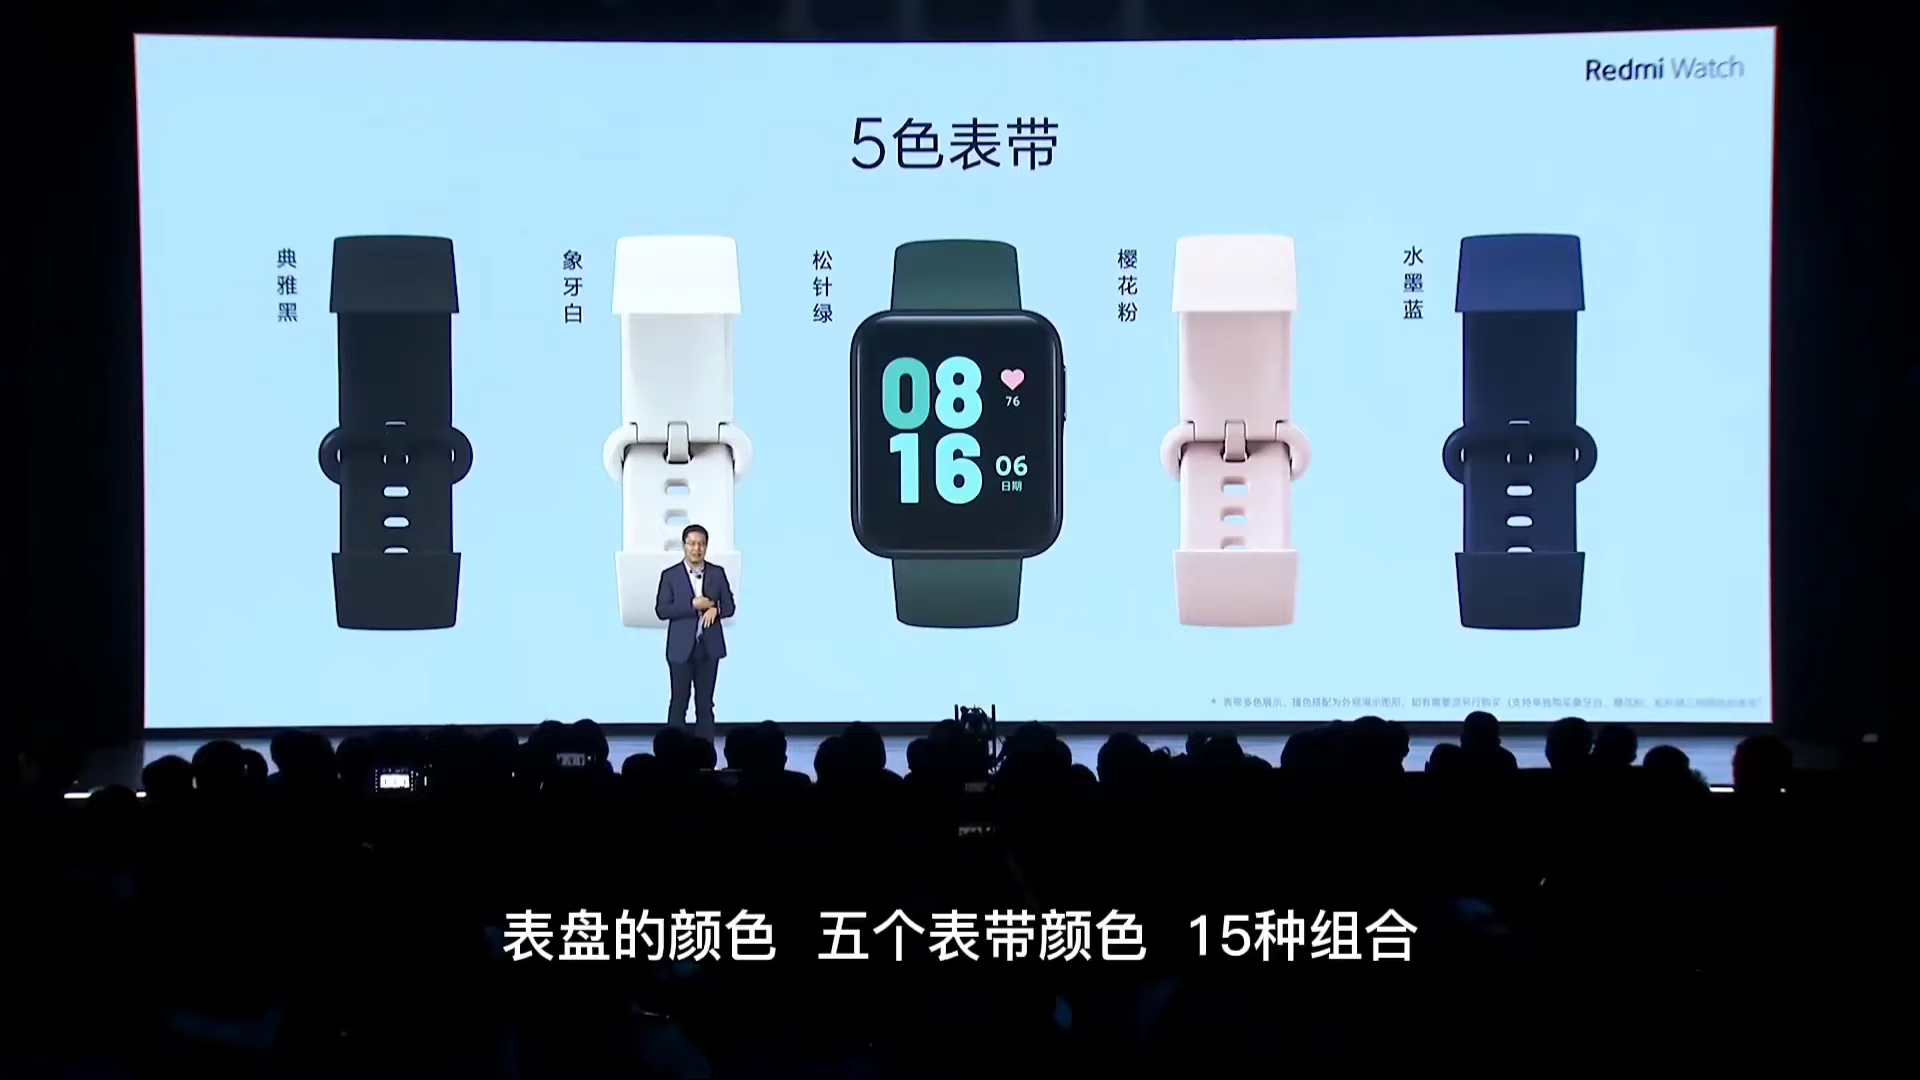 Redmi Watch
5色表带
典雅黑
象牙白
松针绿
樱花粉
水墨蓝
08
76
16
06
日期
表盘的颜色 五个表带颜色 15种组合